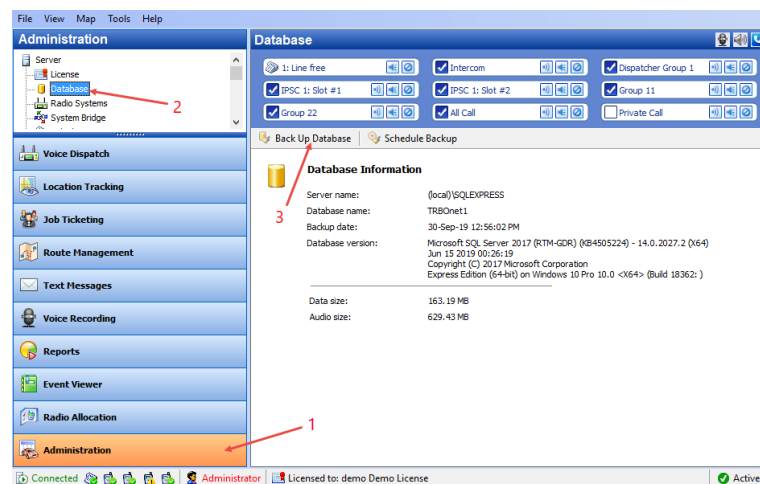 File View Map Tools Help
Administration
Database
Server
License
Database
Radio Systems
System Bridge
2
1: Line free
Intercom
Dispatcher Group 1
IPSC 1: Slot #1
IPSC 1: Slot #2
Group 11
Group 22
All Call
Private Call
Back Up Database
Schedule Backup
Voice Dispatch
Location Tracking
Job Ticketing
Route Management
Text Messages
Voice Recording
Reports
Event Viewer
Radio Allocation
Administration
3
Database Information
Server name: (local)\SQLEXPRESS
Database name: TRBOnet1
Backup date: 30-Sep-19 12:56:02 PM
Database version: Microsoft SQL Server 2017 (RTM-GDR) (KB4505224) - 14.0.2027.2 (X64)
Jun 15 2019 00:26:19
Copyright (C) 2017 Microsoft Corporation
Express Edition (64-bit) on Windows 10 Pro 10.0 <X64> (Build 18362: )
Data size: 163.19 MB
Audio size: 629.43 MB
1
Connected
Administrator
Licensed to: demo Demo License
Active